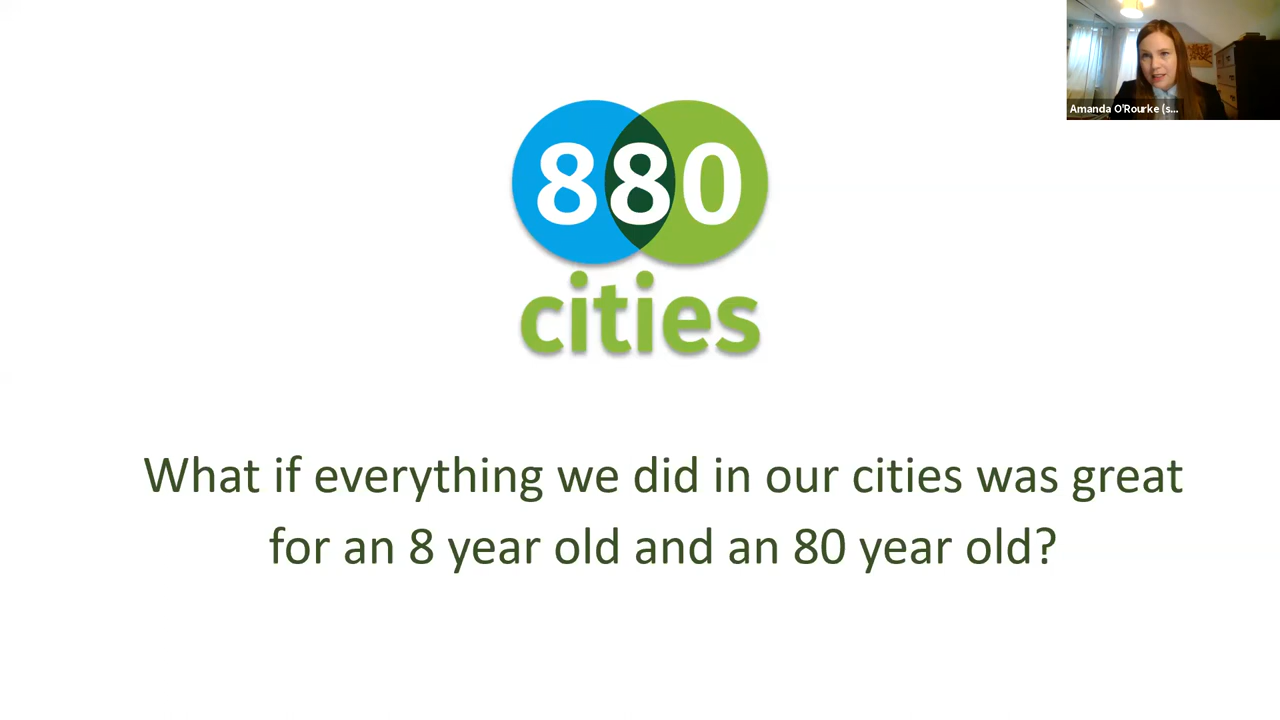 Amanda O'Rourke (s...
880
cities
What if everything we did in our cities was great
for an 8 year old and an 80 year old?